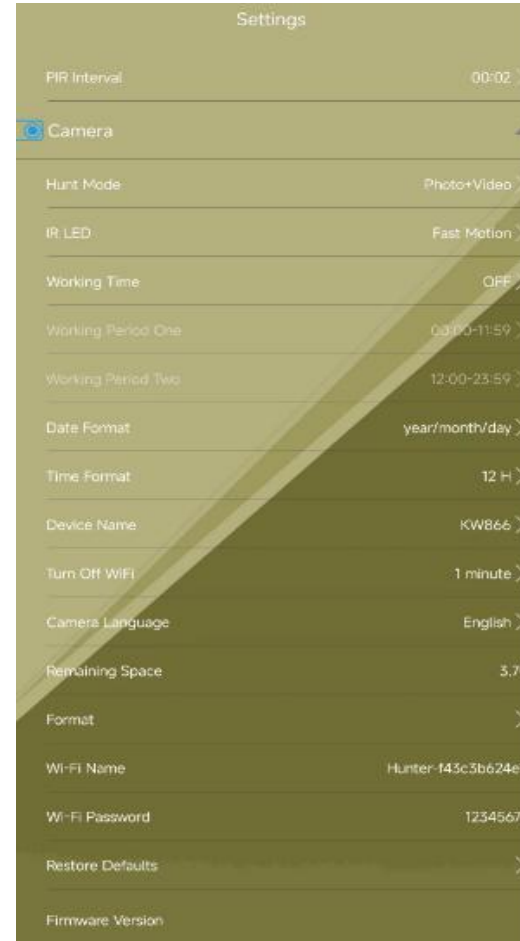 Settings
PIR Interval 00:02
Camera
Hunt Mode Photo+Video
IR LED Fast Motion
Working Time OFF
Working Period One 00:00-11:59
Working Period Two 12:00-23:59
Date Format year/month/day
Time Format 12 H
Device Name KW866
Turn Off WiFi 1 minute
Camera Language English
Remaining Space 3.7
Format
Wi-Fi Name Hunter-f43c3b624e
Wi-Fi Password 1234567
Restore Defaults
Firmware Version